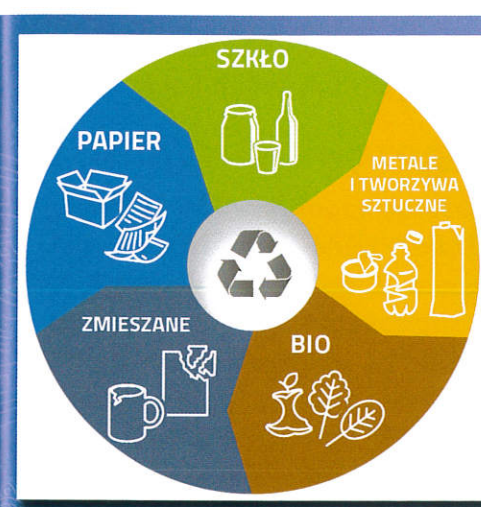 SZKŁO
PAPIER
METALE
I TWORZYWA
SZTUCZNE
ZMIESZANE
BIO